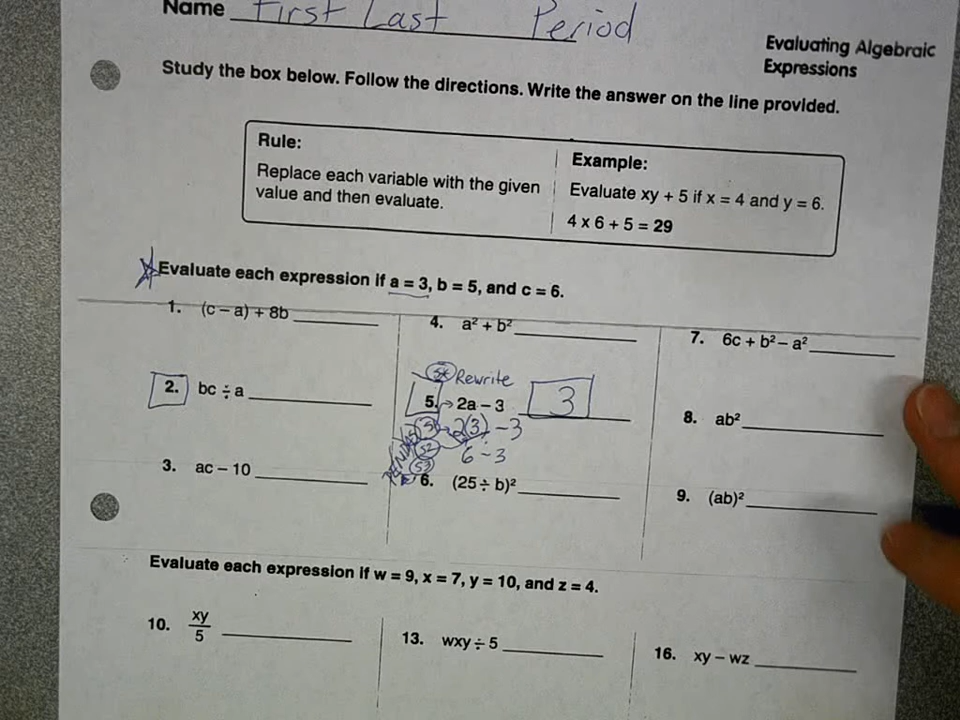 Name First Last Period
Evaluating Algebraic
Expressions
Study the box below. Follow the directions. Write the answer on the line provided.
Rule:
Replace each variable with the given
value and then evaluate.
Example:
Evaluate xy + 5 if x = 4 and y = 6.
4 x 6 + 5 = 29
Evaluate each expression if a = 3, b = 5, and c = 6.
1. (c – a) + 8b
2. bc ÷ a
3. ac – 10
4. a² + b²
S* Rewrite
5. → 2a – 3 3
S1 2(3) – 3
S2 6 – 3
S3
PEMDAS
6. (25 ÷ b)²
7. 6c + b² – a²
8. ab²
9. (ab)²
Evaluate each expression if w = 9, x = 7, y = 10, and z = 4.
10. xy/5
13. wxy ÷ 5
16. xy – wz